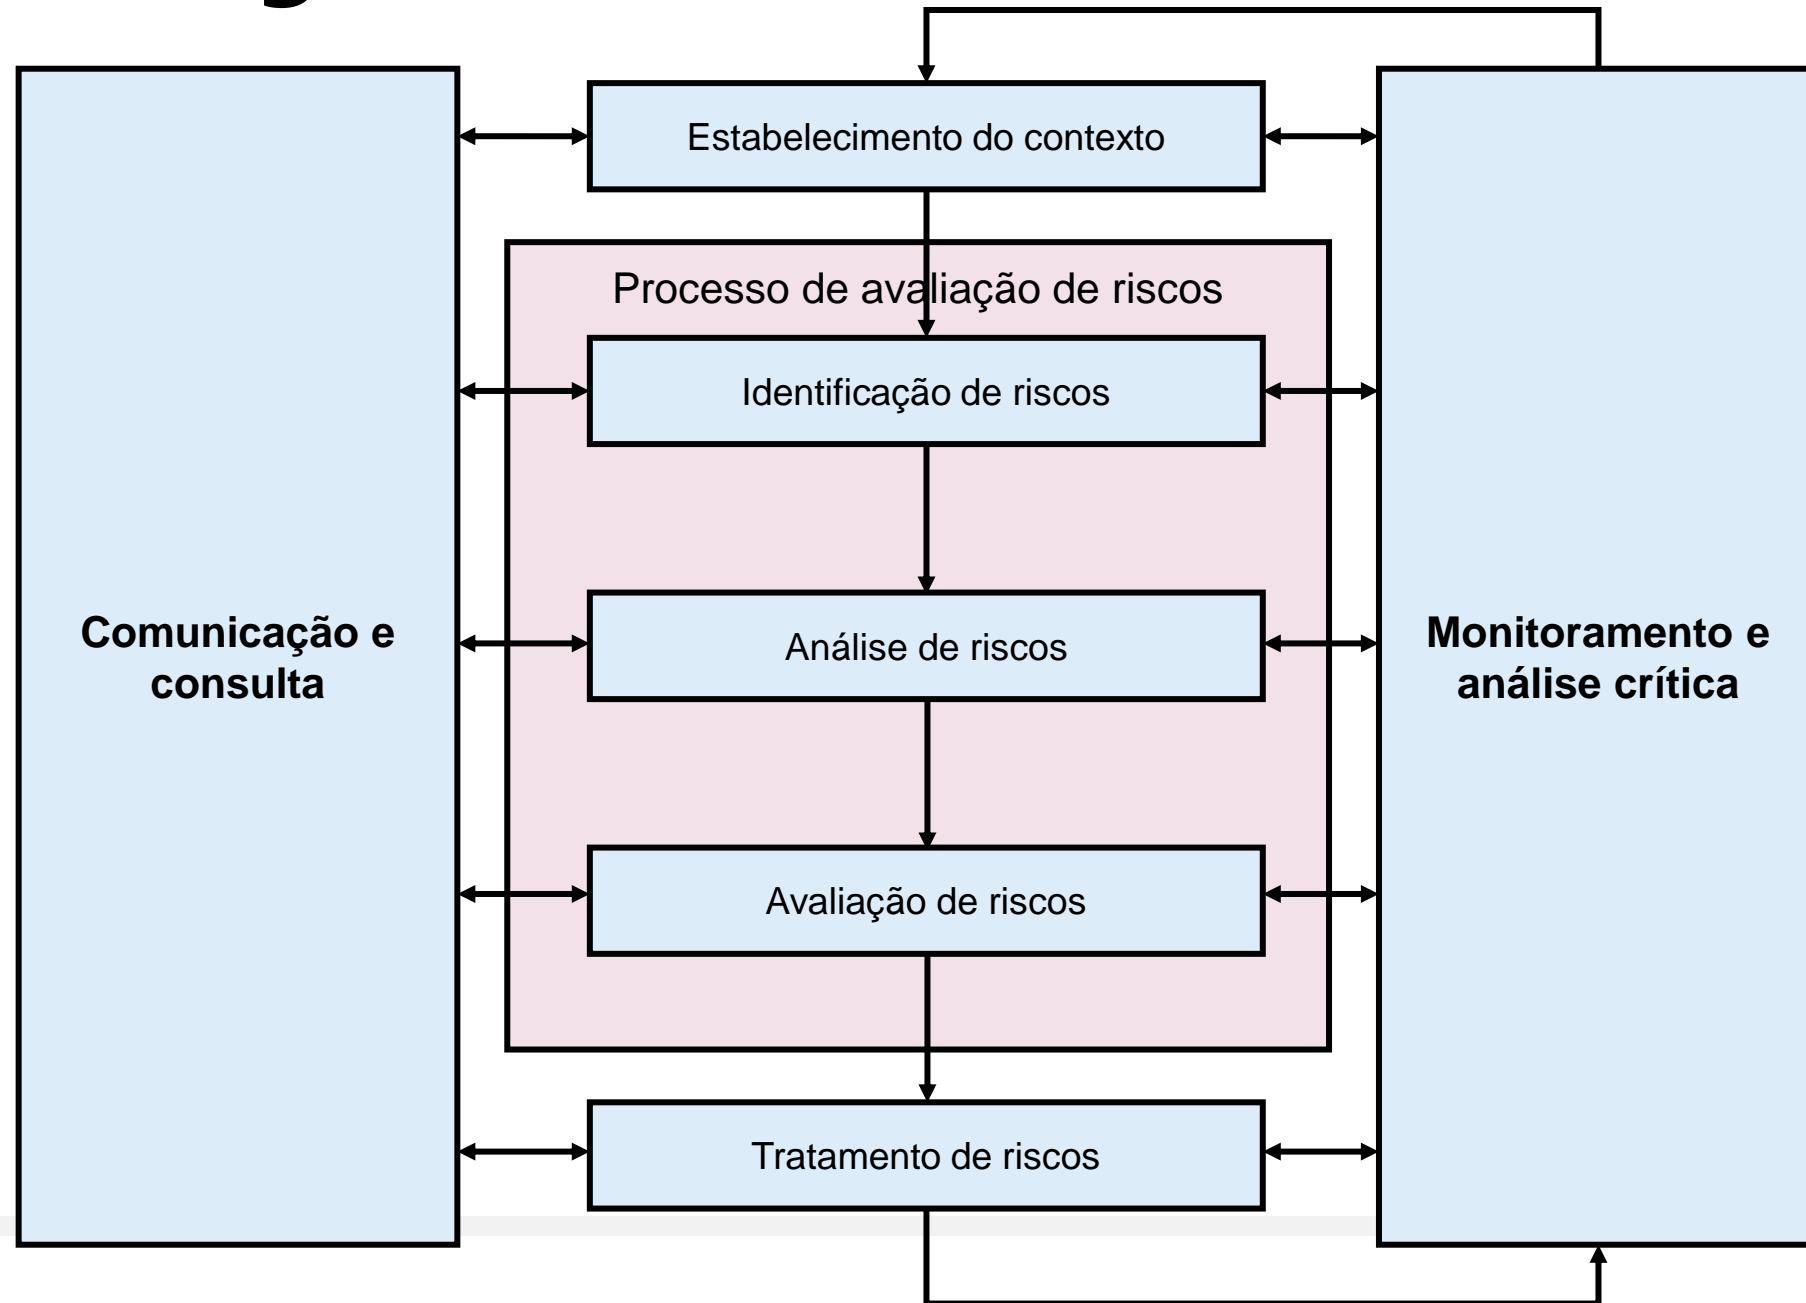 Estabelecimento do contexto
Processo de avaliação de riscos
Identificação de riscos
Comunicação e
consulta
Análise de riscos
Monitoramento e
análise crítica
Avaliação de riscos
Tratamento de riscos